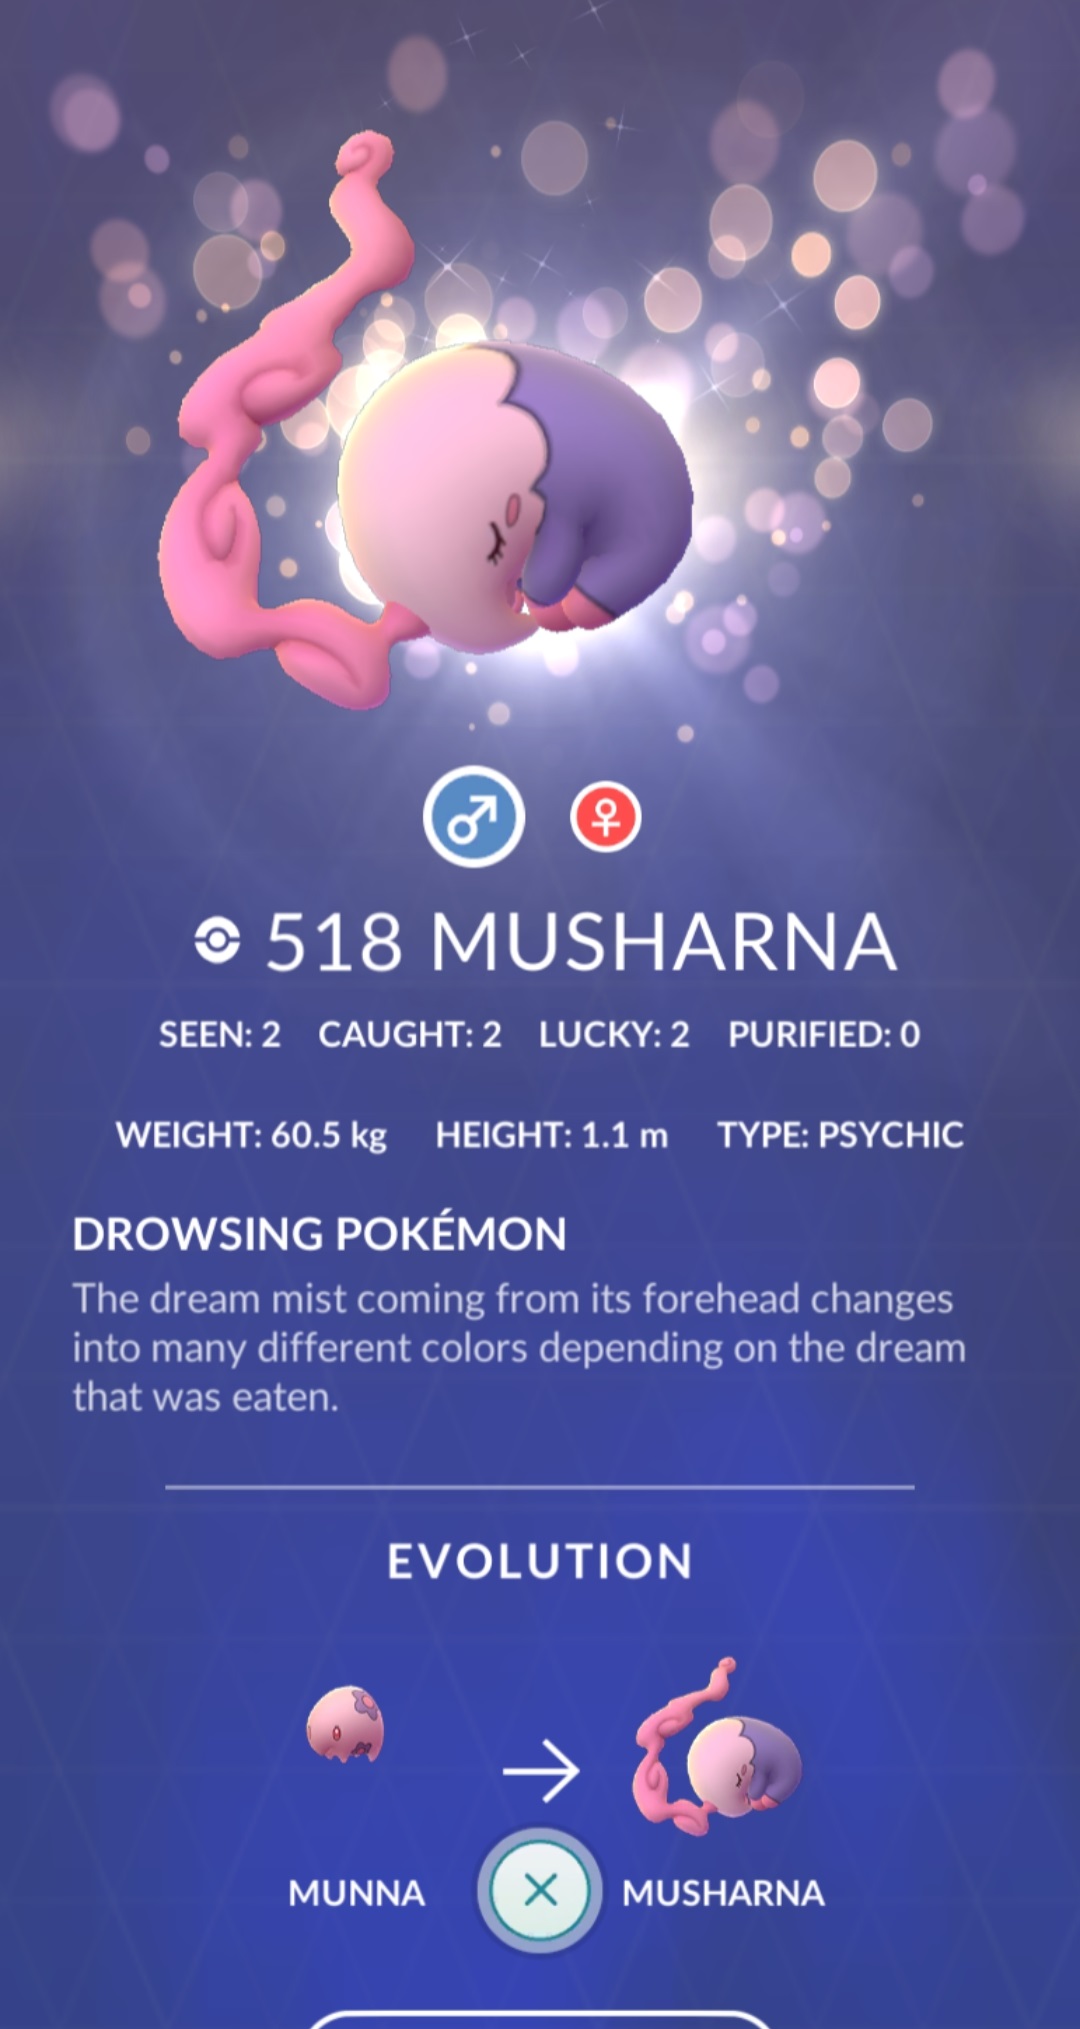 518 MUSHARNA
SEEN: 2 CAUGHT: 2 LUCKY: 2 PURIFIED: 0
WEIGHT: 60.5 kg HEIGHT: 1.1 m TYPE: PSYCHIC
DROWSING POKÉMON
The dream mist coming from its forehead changes
into many different colors depending on the dream
that was eaten.
EVOLUTION
MUNNA MUSHARNA